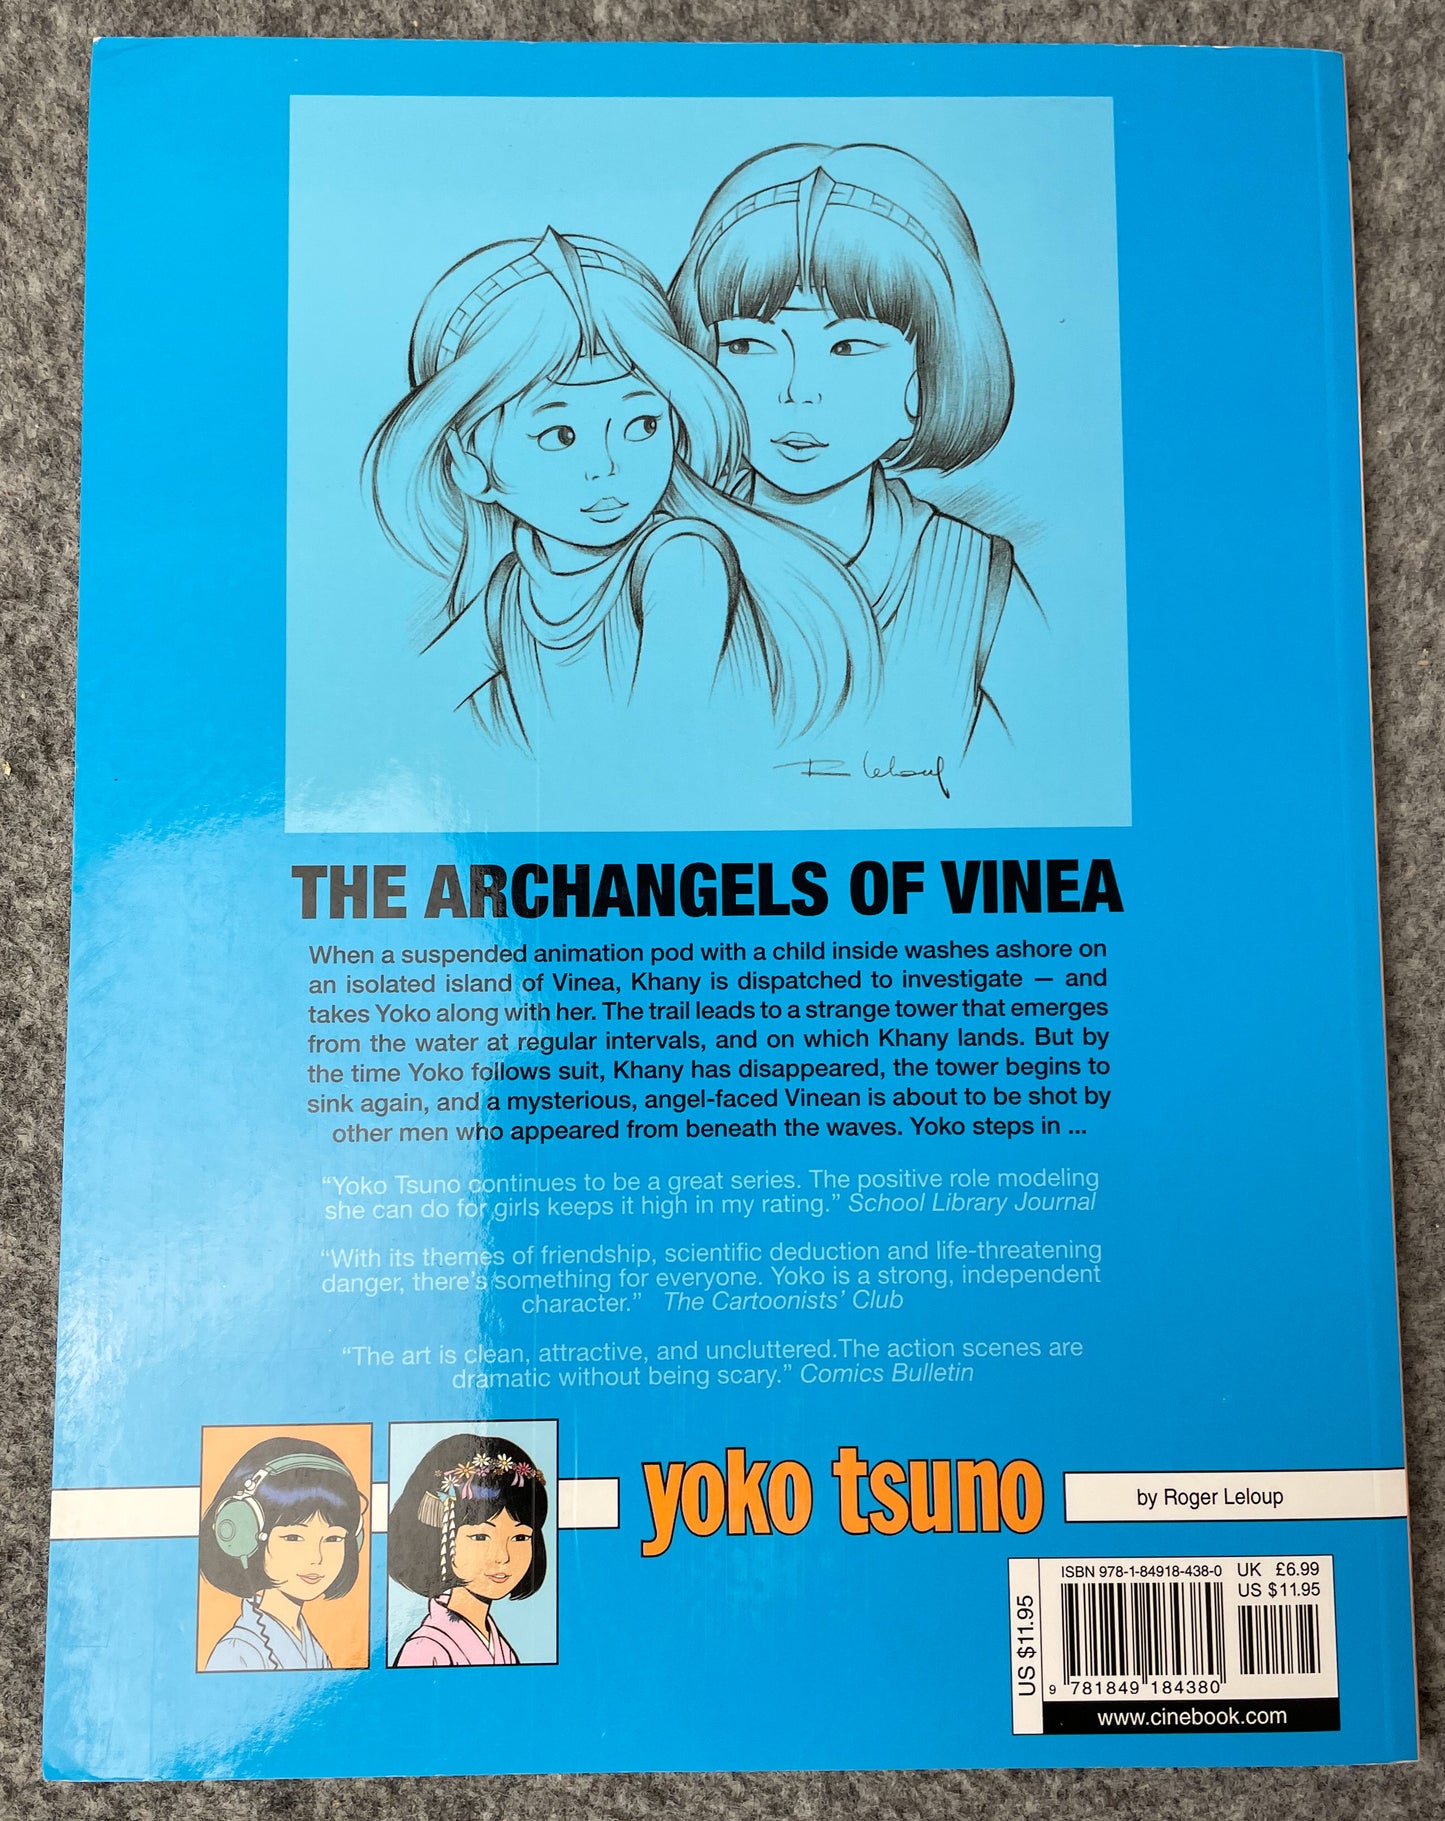 R Leloup
THE ARCHANGELS OF VINEA
When a suspended animation pod with a child inside washes ashore on
an isolated island of Vinea, Khany is dispatched to investigate — and
takes Yoko along with her. The trail leads to a strange tower that emerges
from the water at regular intervals, and on which Khany lands. But by
the time Yoko follows suit, Khany has disappeared, the tower begins to
sink again, and a mysterious, angel-faced Vinean is about to be shot by
other men who appeared from beneath the waves. Yoko steps in ...
“Yoko Tsuno continues to be a great series. The positive role modeling
she can do for girls keeps it high in my rating.” School Library Journal
“With its themes of friendship, scientific deduction and life-threatening
danger, there’s something for everyone. Yoko is a strong, independent
character.” The Cartoonists’ Club
“The art is clean, attractive, and uncluttered.The action scenes are
dramatic without being scary.” Comics Bulletin
yoko tsuno
by Roger Leloup
US $11.95
ISBN 978-1-84918-438-0
UK £6.99
US $11.95
9 781849 184380
www.cinebook.com